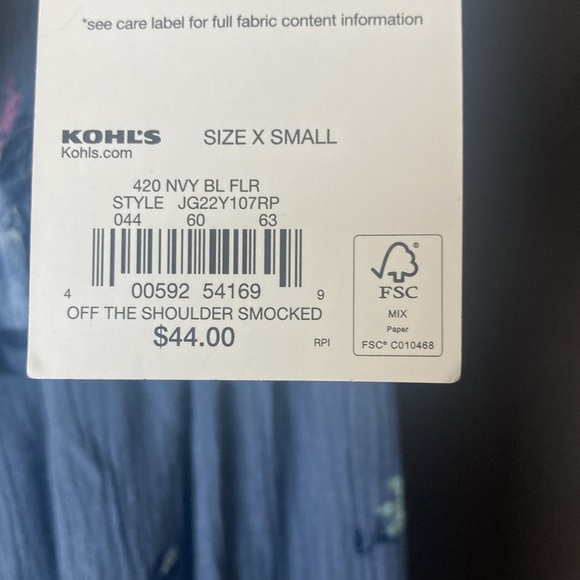 *see care label for full fabric content information
KOHL'S SIZE X SMALL
Kohls.com
420 NVY BL FLR
STYLE JG22Y107RP
044 60 63
4 00592 54169 9
OFF THE SHOULDER SMOCKED
$44.00 RPI
FSC®
MIX
Paper
FSC® C010468